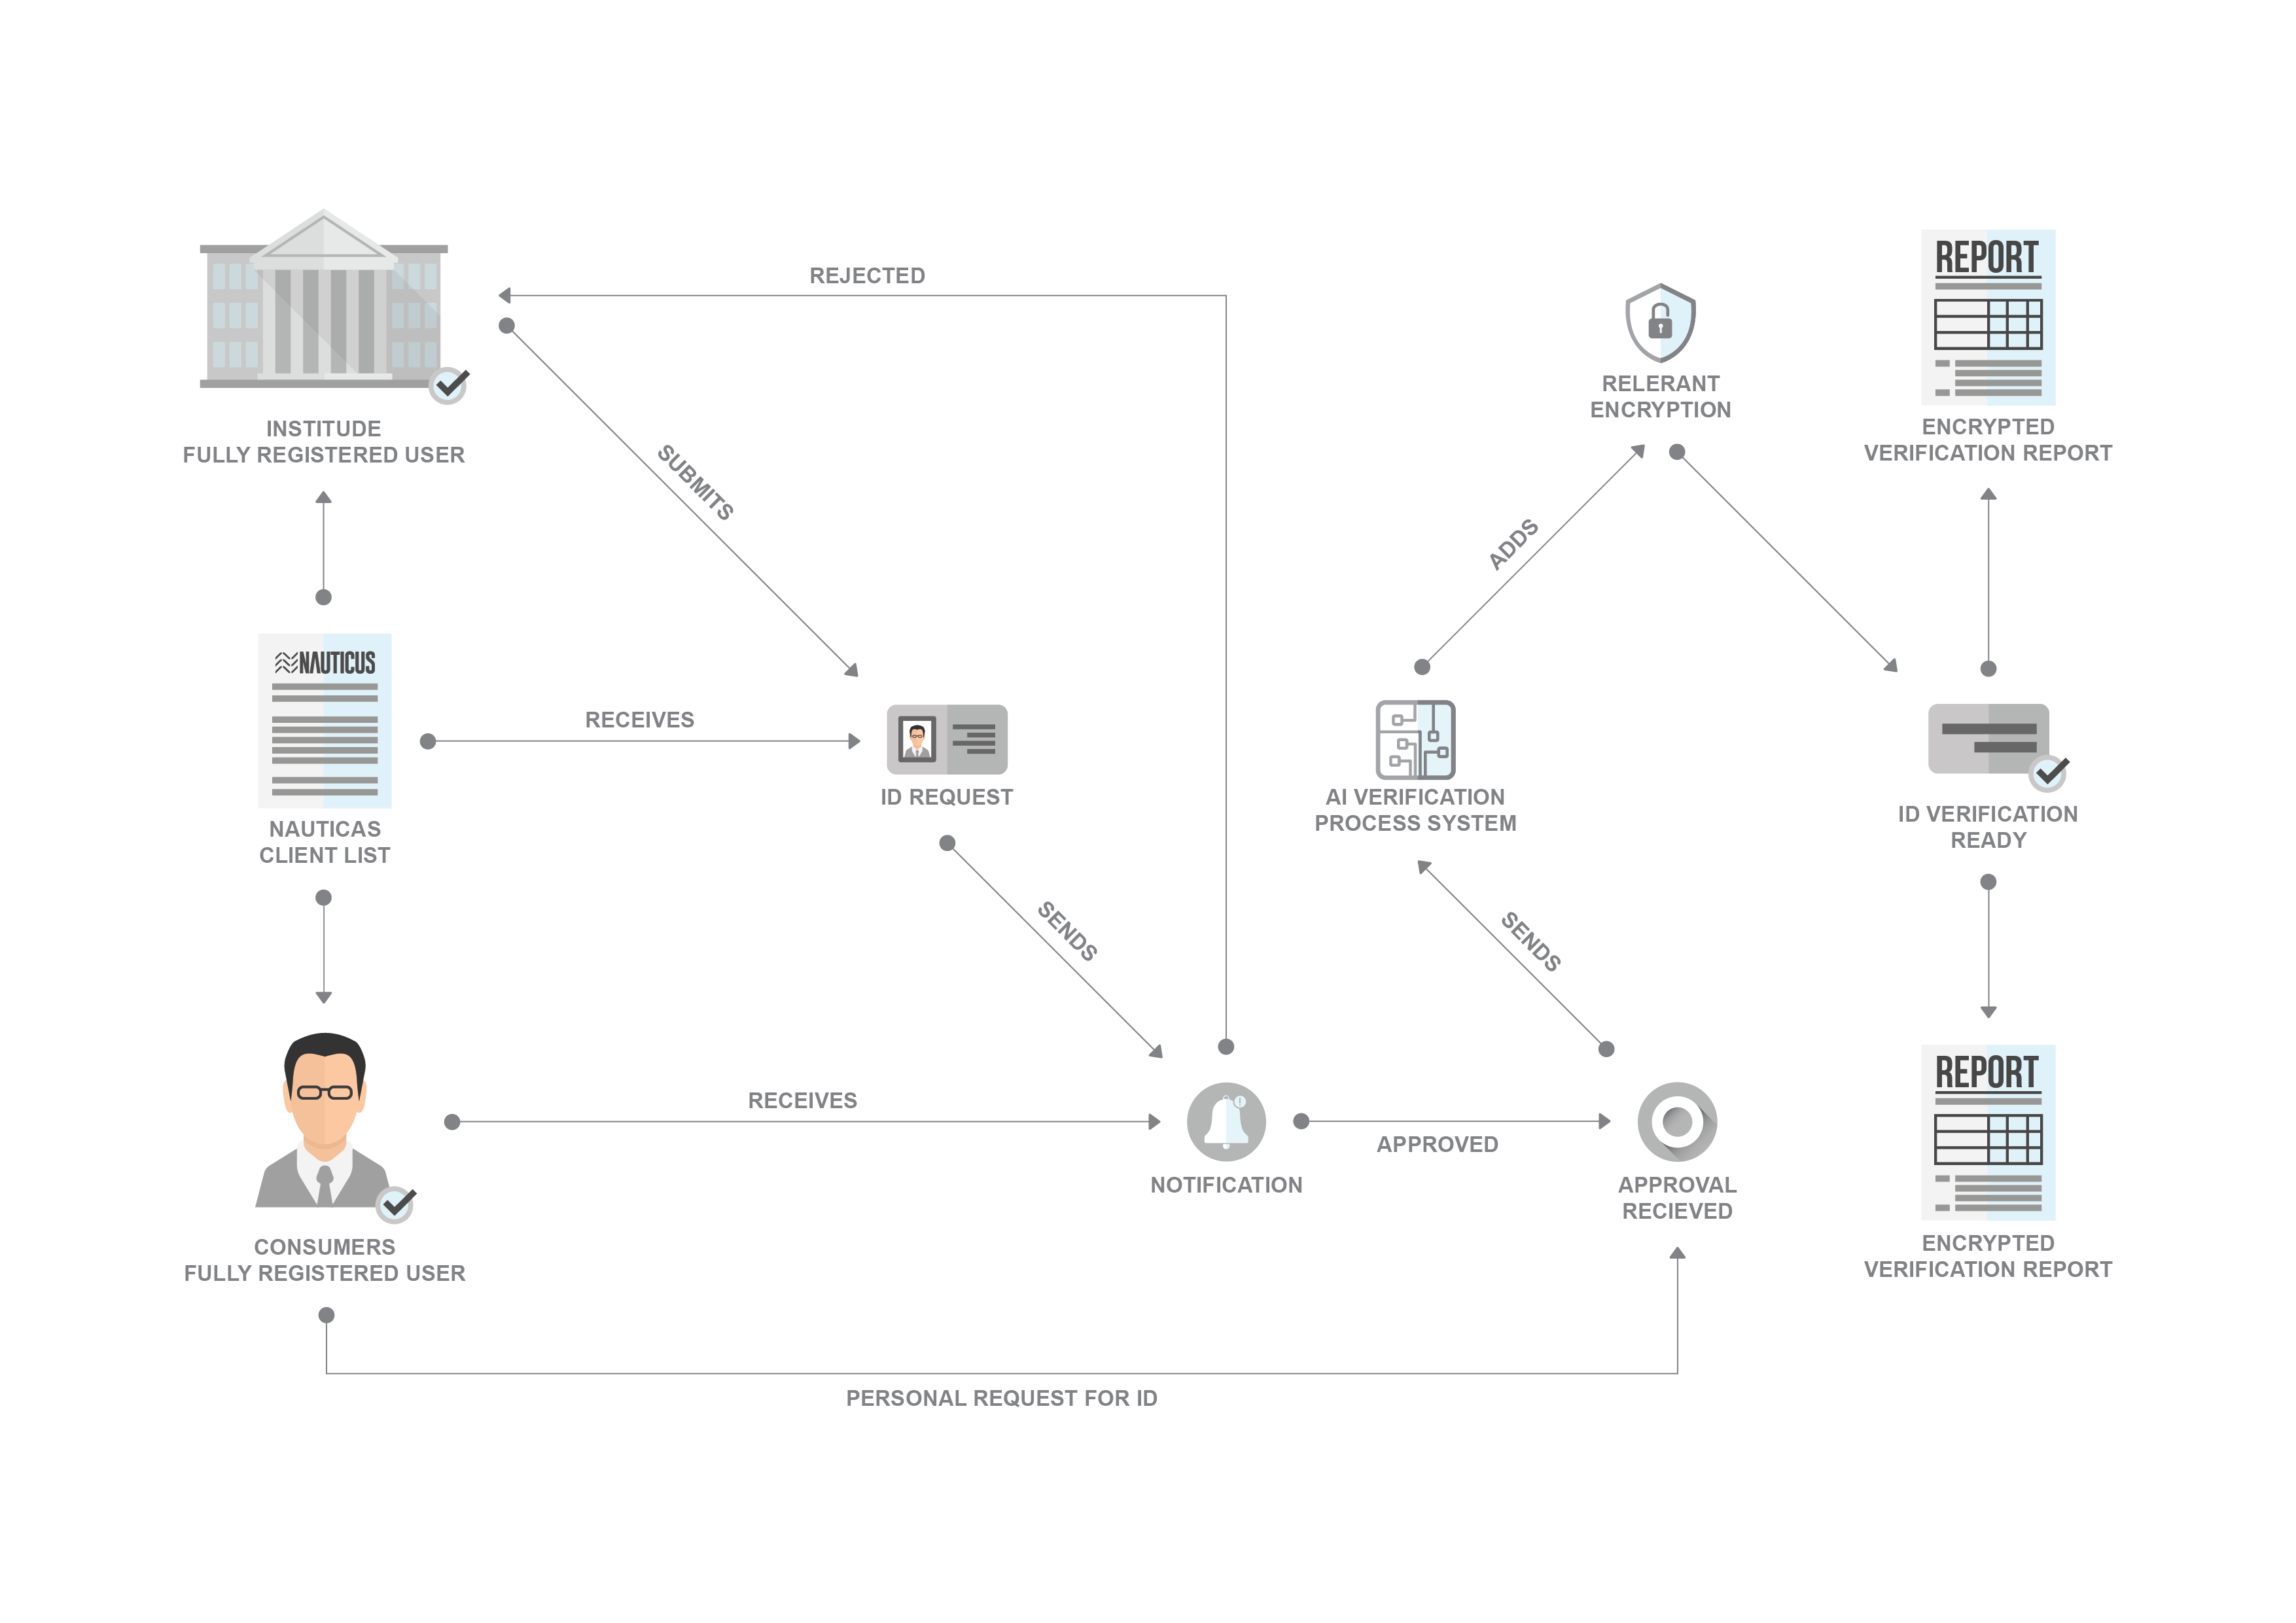 REJECTED
REPORT
RELERANT
ENCRYPTION
INSTITUDE
FULLY REGISTERED USER
ENCRYPTED
VERIFICATION REPORT
SUBMITS
ADDS
NAUTICUS
RECEIVES
NAUTICAS
CLIENT LIST
ID REQUEST
AI VERIFICATION
PROCESS SYSTEM
ID VERIFICATION
READY
SENDS
SENDS
REPORT
RECEIVES
APPROVED
NOTIFICATION
APPROVAL
RECIEVED
CONSUMERS
FULLY REGISTERED USER
ENCRYPTED
VERIFICATION REPORT
PERSONAL REQUEST FOR ID